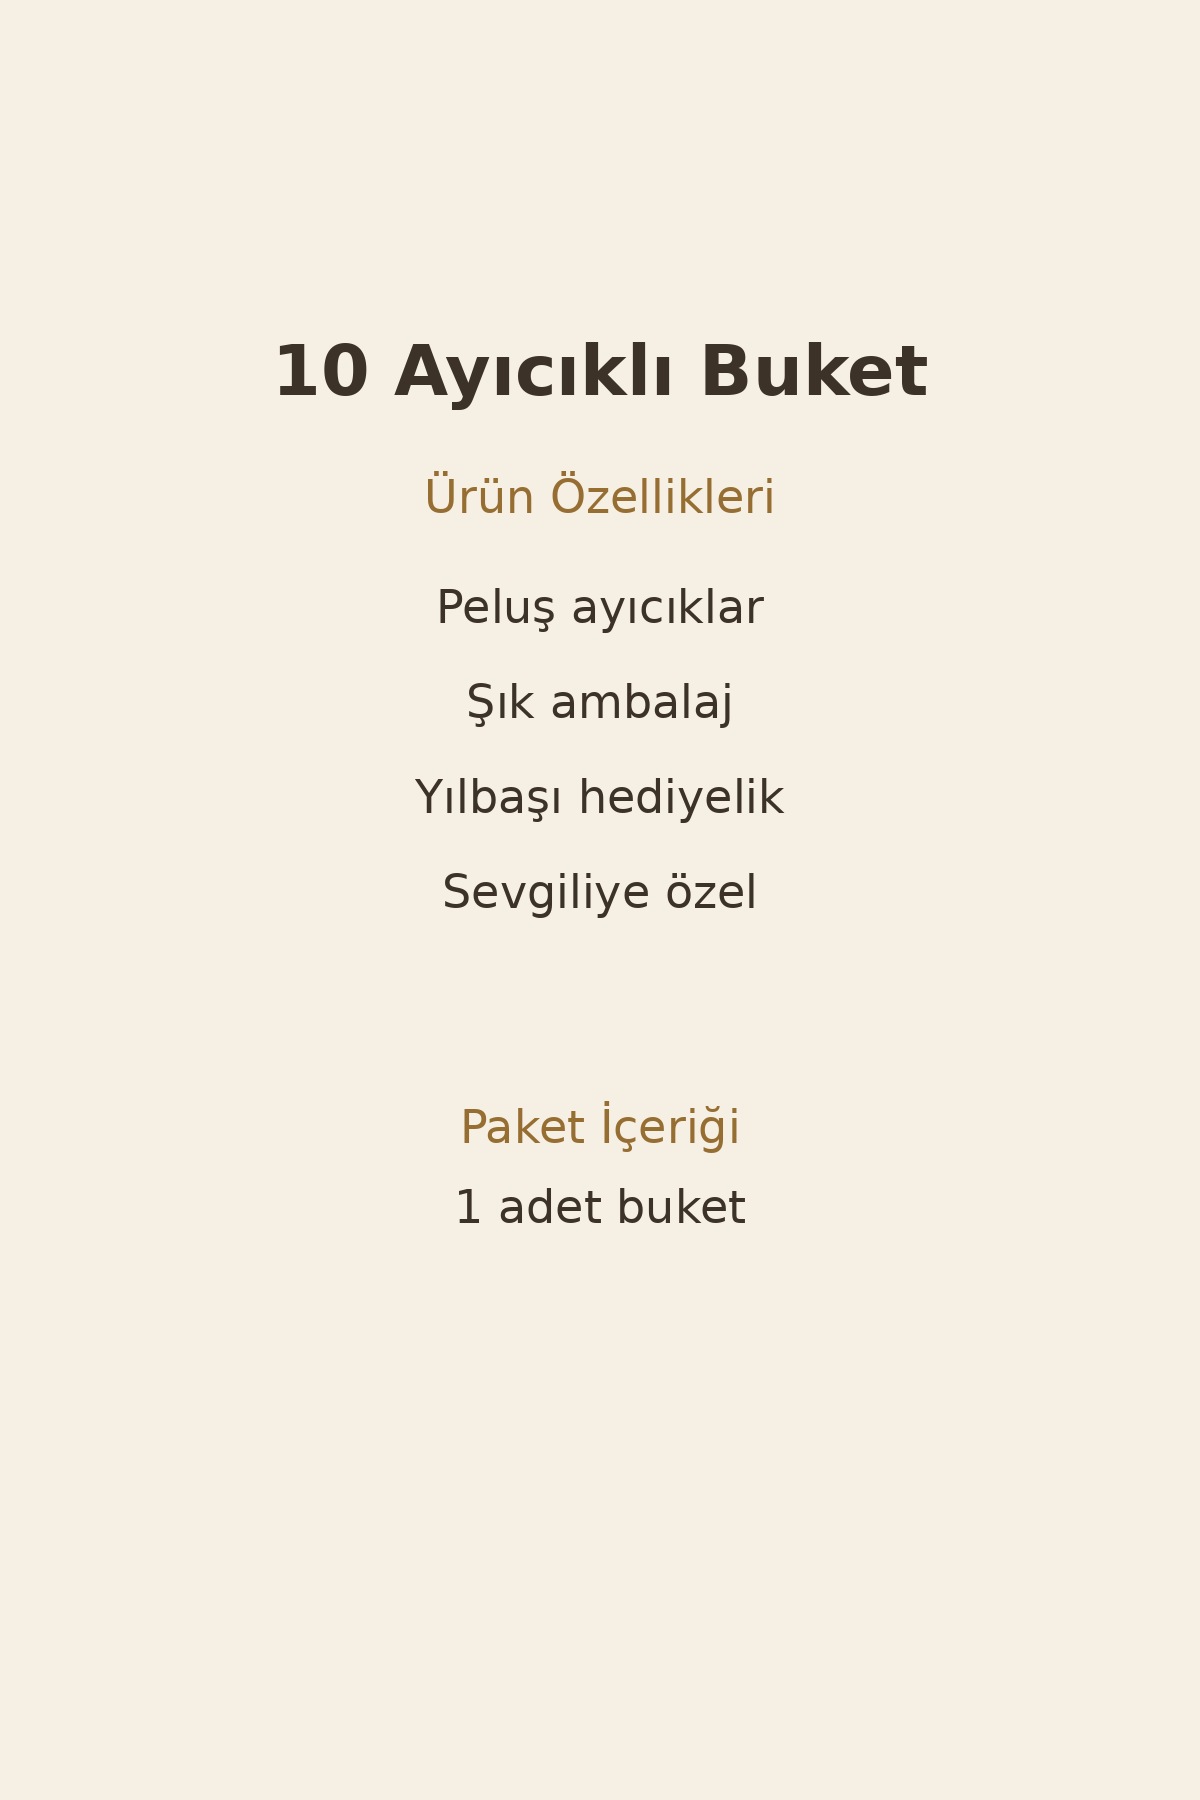 10 Ayıcıklı Buket
Ürün Özellikleri
Peluş ayıcıklar
Şık ambalaj
Yılbaşı hediyelik
Sevgiliye özel
Paket İçeriği
1 adet buket